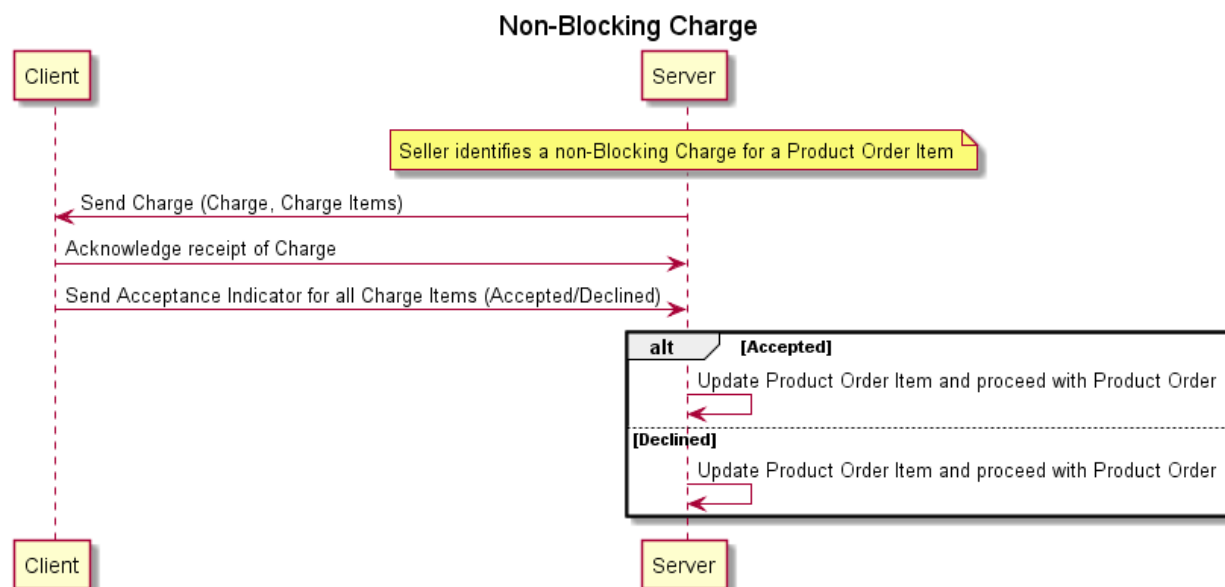 Non-Blocking Charge
Client
Server
Seller identifies a non-Blocking Charge for a Product Order Item
Send Charge (Charge, Charge Items)
Acknowledge receipt of Charge
Send Acceptance Indicator for all Charge Items (Accepted/Declined)
alt [Accepted]
Update Product Order Item and proceed with Product Order
[Declined]
Update Product Order Item and proceed with Product Order
Client
Server